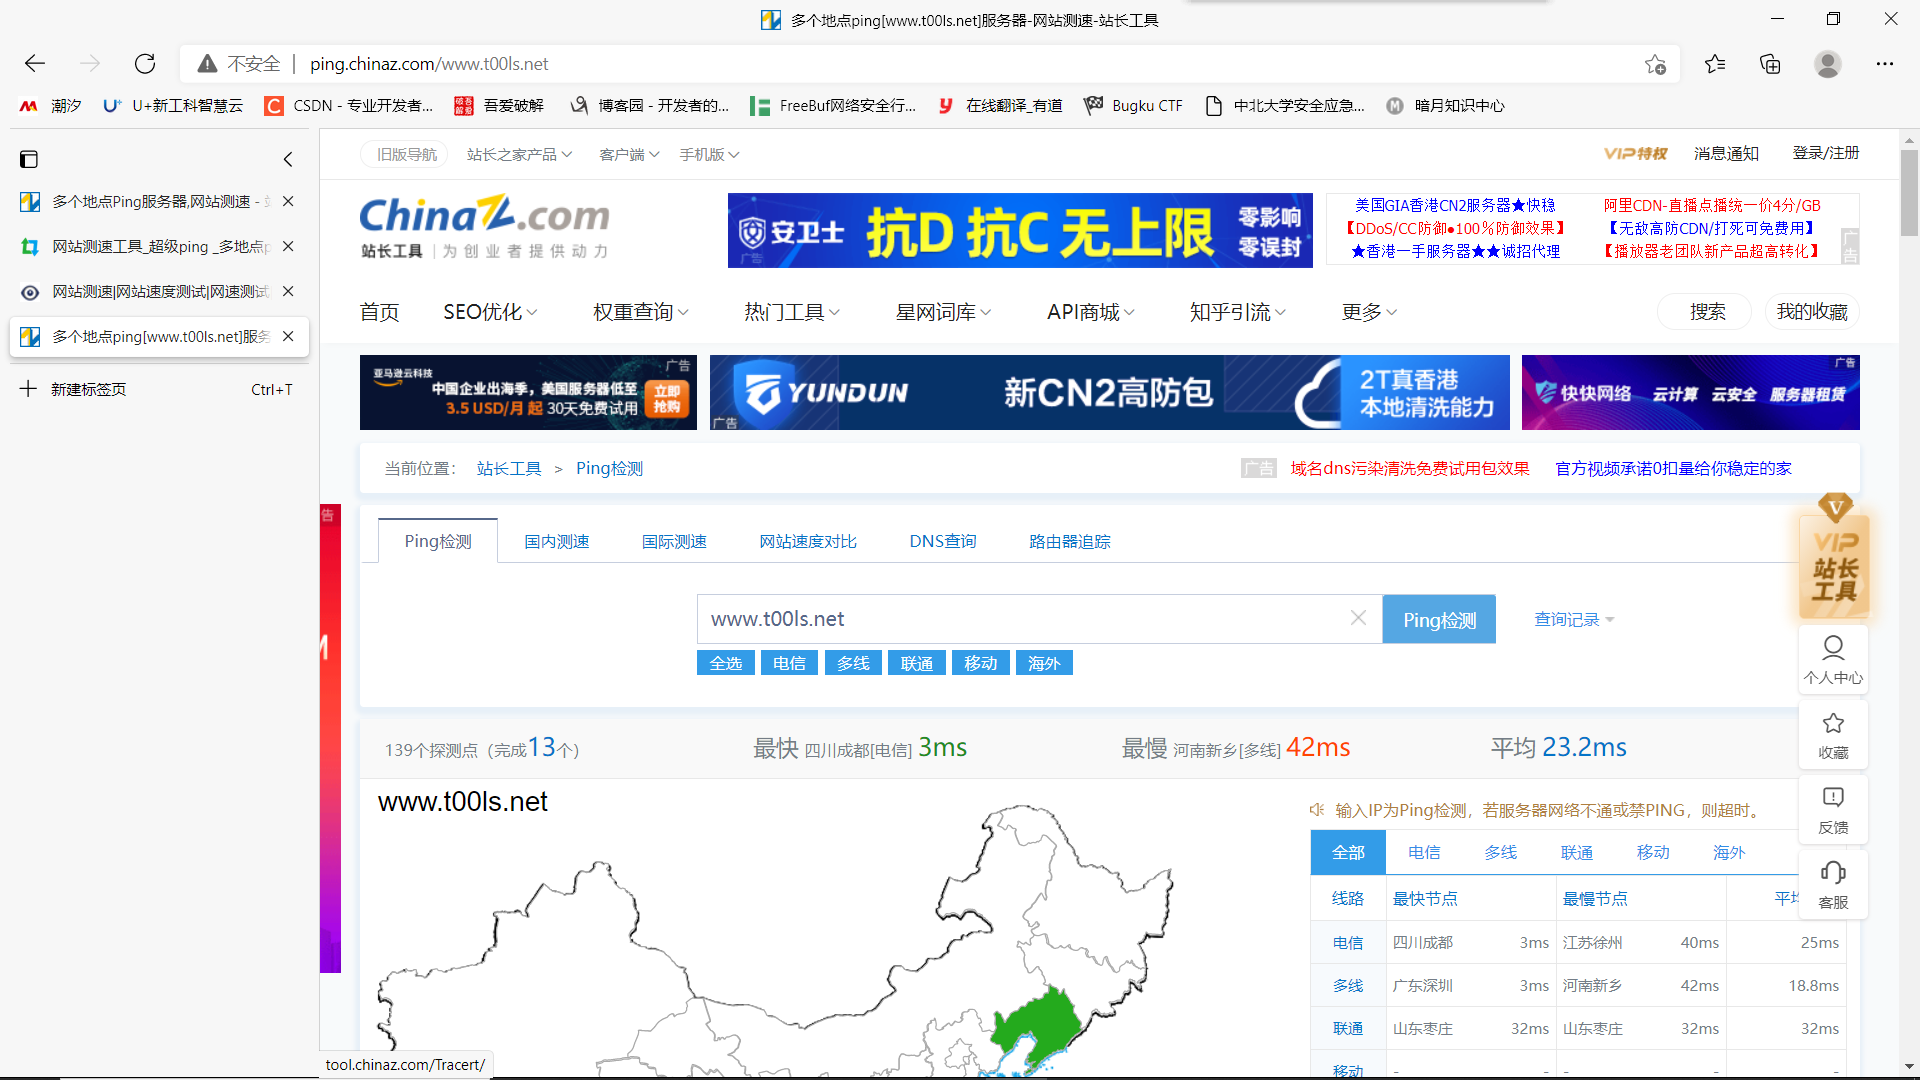 多个地点ping[www.t00ls.net]服务器-网站测速-站长工具
不安全 ping.chinaz.com/www.t00ls.net
潮汐 U+新工科智慧云 CSDN - 专业开发者... 吾爱破解 博客园 - 开发者的... FreeBuf网络安全行... 在线翻译_有道 Bugku CTF 中北大学安全应急... 暗月知识中心
多个地点Ping服务器,网站测速 -
网站测速工具_超级ping _多地点p
网站测速|网站速度测试|网速测试
多个地点ping[www.t00ls.net]服务
新建标签页 Ctrl+T
旧版导航 站长之家产品 客户端 手机版
VIP特权 消息通知 登录/注册
ChinaZ.com
站长工具 为创业者提供动力
安卫士 抗D 抗C 无上限 零影响 零误封
广告
美国GIA香港CN2服务器★快稳 阿里CDN-直播点播统一价4分/GB
【DDoS/CC防御●100%防御效果】 【无敌高防CDN/打死可免费用】
★香港一手服务器★★诚招代理 【播放器老团队新产品超高转化】
广告
首页 SEO优化 权重查询 热门工具 星网词库 API商城 知乎引流 更多 搜索 我的收藏
亚马逊云科技 广告
中国企业出海季，美国服务器低至
3.5 USD/月 起 30天免费试用
立即抢购
YUNDUN 新CN2高防包 2T真香港
本地清洗能力
广告
快快网络 云计算 云安全 服务器租赁
广告
当前位置： 站长工具 > Ping检测
广告 域名dns污染清洗免费试用包效果 官方视频承诺0扣量给你稳定的家
告
Ping检测 国内测速 国际测速 网站速度对比 DNS查询 路由器追踪
www.t00ls.net Ping检测 查询记录
全选 电信 多线 联通 移动 海外
V
VIP
站长
工具
个人中心
收藏
反馈
客服
139个探测点（完成13个） 最快 四川成都[电信] 3ms 最慢 河南新乡[多线] 42ms 平均 23.2ms
www.t00ls.net
输入IP为Ping检测，若服务器网络不通或禁PING，则超时。
全部 电信 多线 联通 移动 海外
线路 最快节点 最慢节点 平均
电信 四川成都 3ms 江苏徐州 40ms 25ms
多线 广东深圳 3ms 河南新乡 42ms 18.8ms
联通 山东枣庄 32ms 山东枣庄 32ms 32ms
移动 - - - - -
tool.chinaz.com/Tracert/